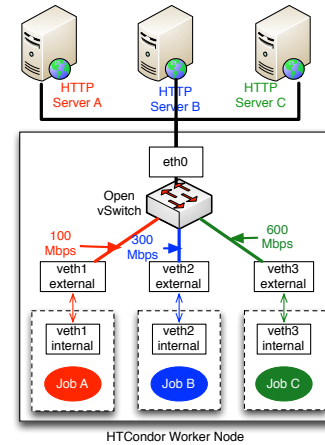 HTTP
Server A
HTTP
Server B
HTTP
Server C
eth0
Open
vSwitch
100
Mbps
300
Mbps
600
Mbps
veth1
external
veth2
external
veth3
external
veth1
internal
veth2
internal
veth3
internal
Job A
Job B
Job C
HTCondor Worker Node